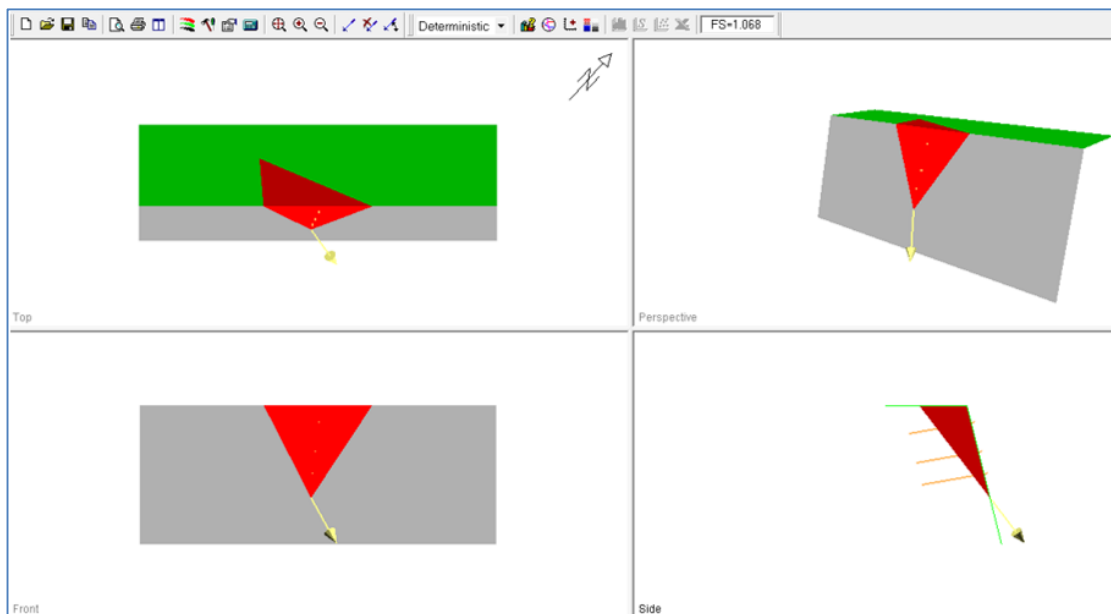 Deterministic FS=1.068
N
Top
Perspective
Front
Side